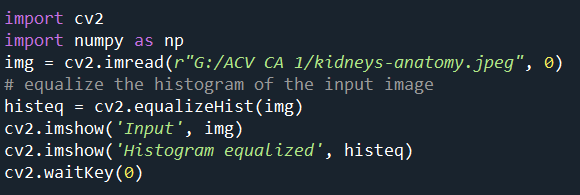 import cv2
import numpy as np
img = cv2.imread(r"G:/ACV CA 1/kidneys-anatomy.jpeg", 0)
# equalize the histogram of the input image
histeq = cv2.equalizeHist(img)
cv2.imshow('Input', img)
cv2.imshow('Histogram equalized', histeq)
cv2.waitKey(0)